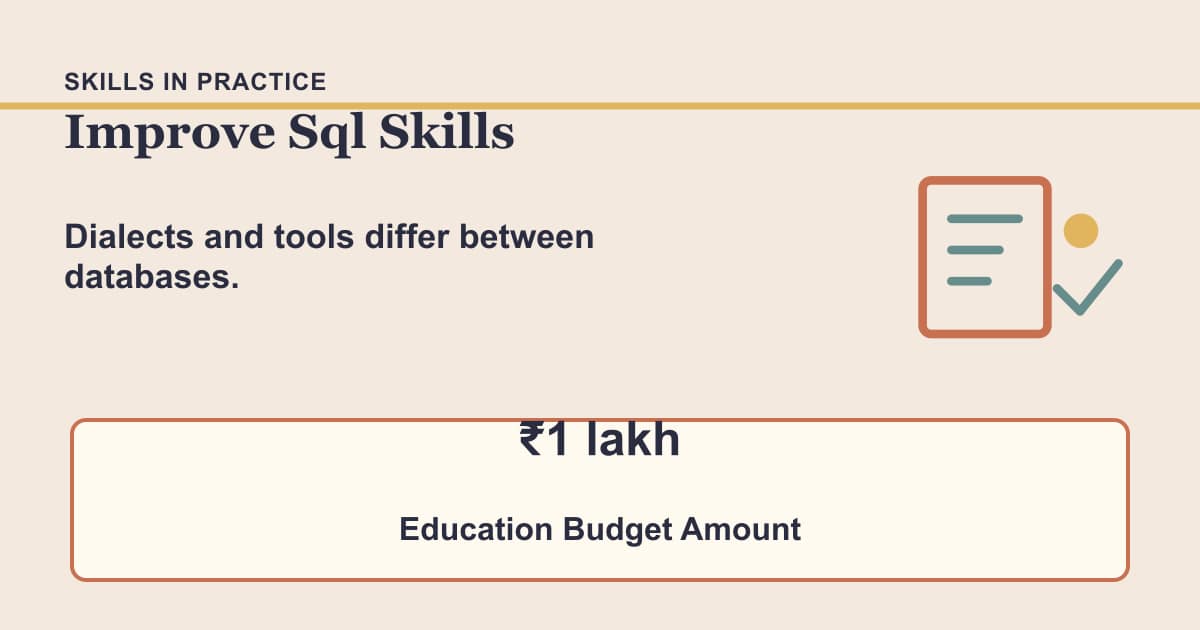 SKILLS IN PRACTICE
Improve Sql Skills
Dialects and tools differ between
databases.
₹1 lakh
Education Budget Amount